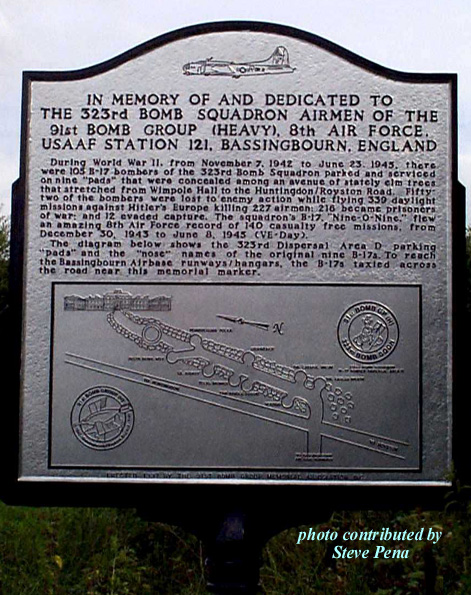 IN MEMORY OF AND DEDICATED TO
THE 323rd BOMB SQUADRON AIRMEN OF THE
91st BOMB GROUP (HEAVY), 8th AIR FORCE,
USAAF STATION 121, BASSINGBOURN, ENGLAND
During World War II, from November 7, 1942 to June 23, 1945, there
were 105 B-17 bombers of the 323rd Bomb Squadron parked and serviced
on nine "pads" that were concealed among an avenue of stately elm trees
that stretched from Wimpole Hall to the Huntingdon/Royston Road. Fifty-
two of the bombers were lost to enemy action while flying 339 daylight
missions against Hitler's Europe killing 227 airmen; 216 became prisoners
of war; and 12 evaded capture. The squadron's B-17, "Nine-O-Nine," flew
an amazing 8th Air Force record of 140 casualty free missions, from
December 30, 1943 to June 8, 1945 (VE-Day).
The diagram below shows the 323rd Dispersal Area D parking
"pads" and the "nose" names of the original nine B-17s. To reach
the Bassingbourn Airbase runways/hangars, the B-17s taxied across
the road near this memorial marker.
N
photo contributed by
Steve Pena